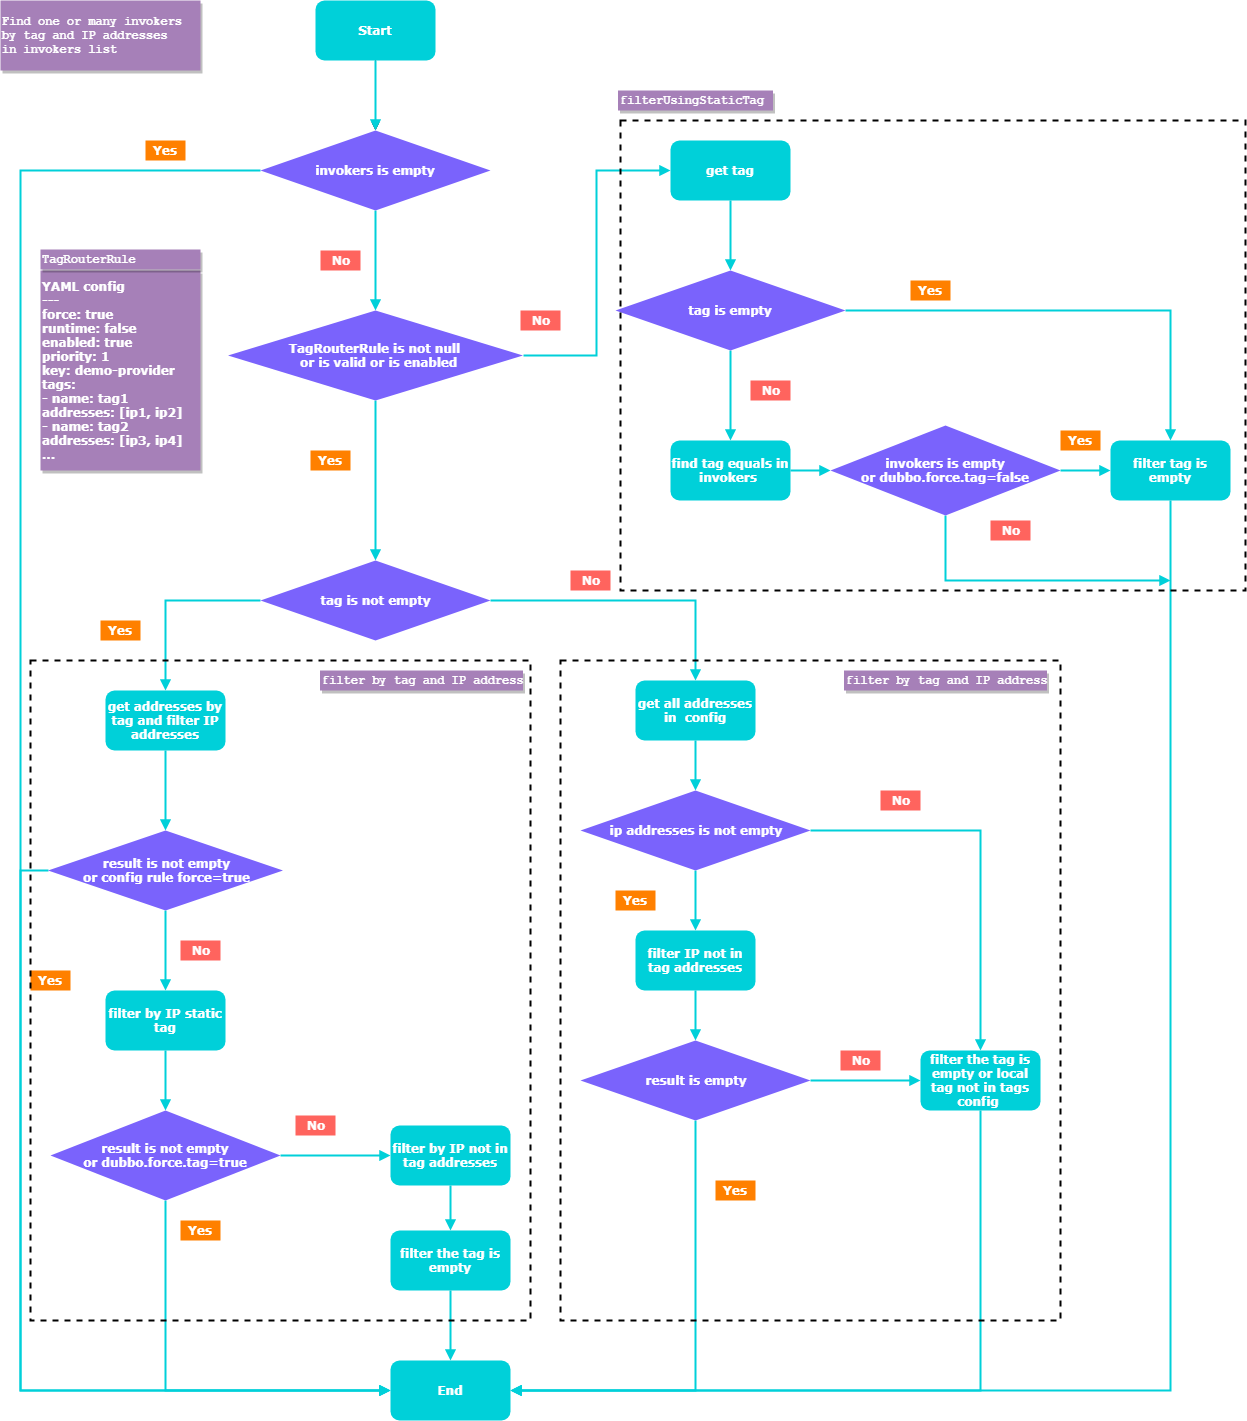 Find one or many invokers
by tag and IP addresses
in invokers list
Start
filterUsingStaticTag
Yes
invokers is empty
get tag
No
TagRouterRule
YAML config
---
force: true
runtime: false
enabled: true
priority: 1
key: demo-provider
tags:
- name: tag1
addresses: [ip1, ip2]
- name: tag2
addresses: [ip3, ip4]
...
TagRouterRule is not null
or is valid or is enabled
No
tag is empty
Yes
No
Yes
find tag equals in
invokers
invokers is empty
or dubbo.force.tag=false
Yes
filter tag is
empty
No
tag is not empty
No
Yes
filter by tag and IP address
get addresses by
tag and filter IP
addresses
result is not empty
or config rule force=true
No
Yes
filter by IP static
tag
result is not empty
or dubbo.force.tag=true
No
filter by IP not in
tag addresses
Yes
filter the tag is
empty
filter by tag and IP address
get all addresses
in config
ip addresses is not empty
No
Yes
filter IP not in
tag addresses
result is empty
No
filter the tag is
empty or local
tag not in tags
config
Yes
End